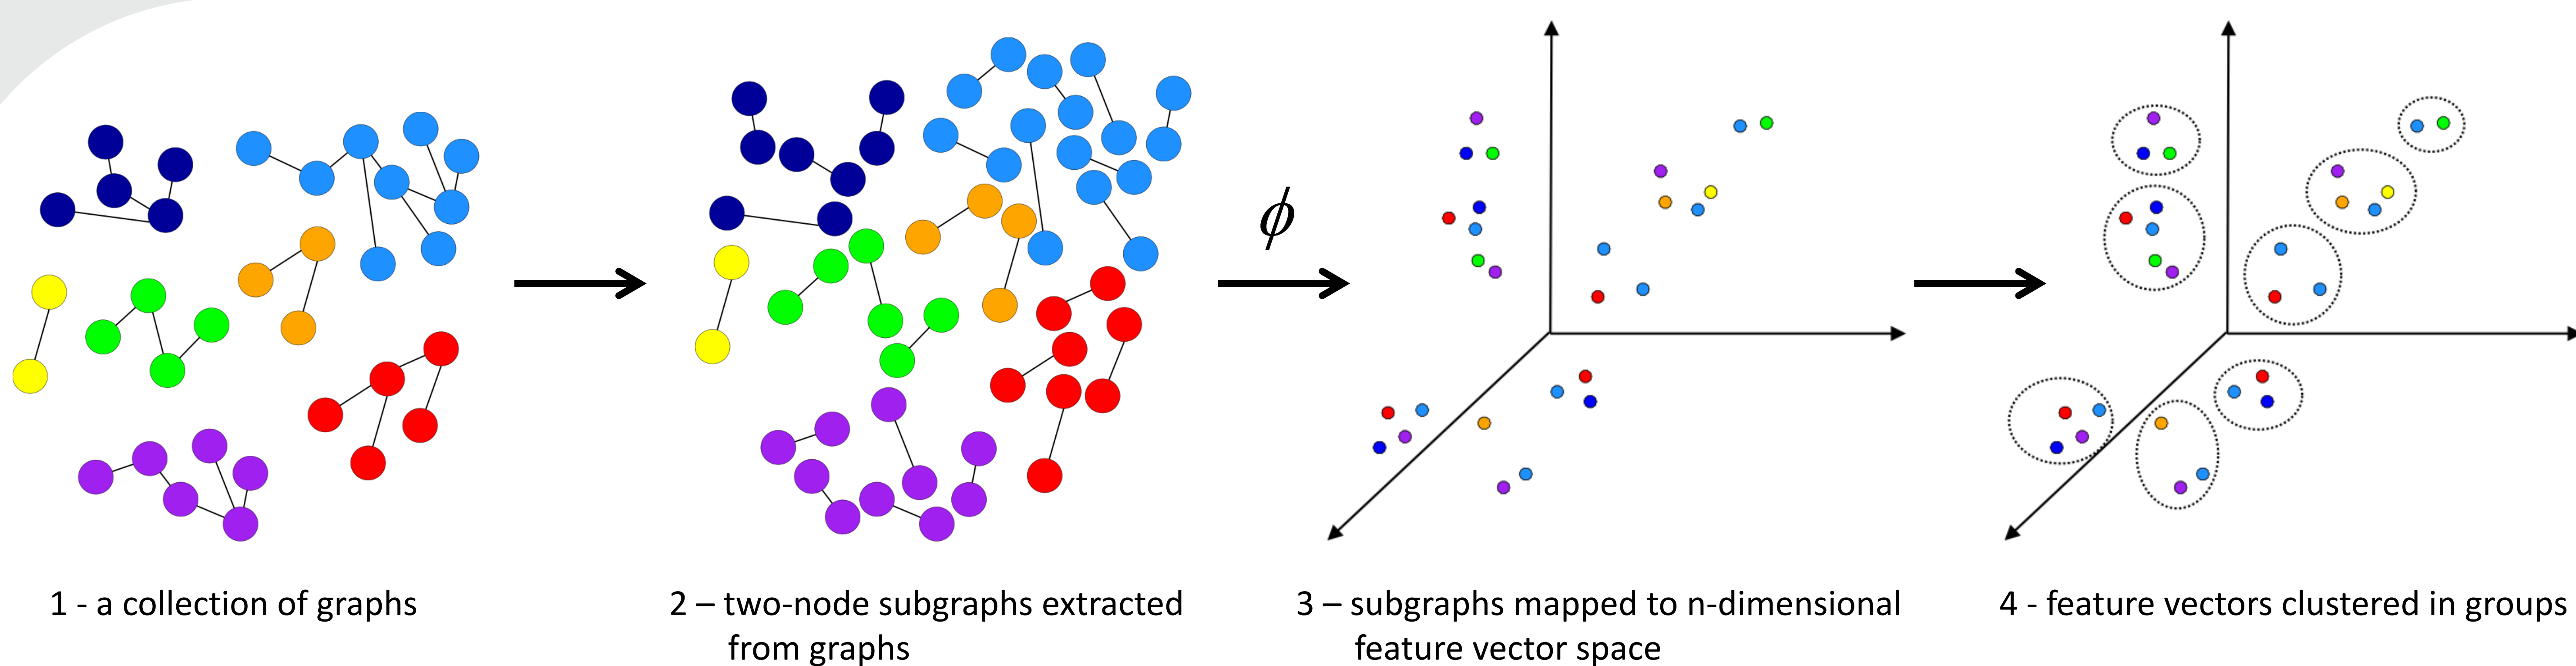 ϕ
1 - a collection of graphs
2 – two-node subgraphs extracted
from graphs
3 – subgraphs mapped to n-dimensional
feature vector space
4 - feature vectors clustered in groups